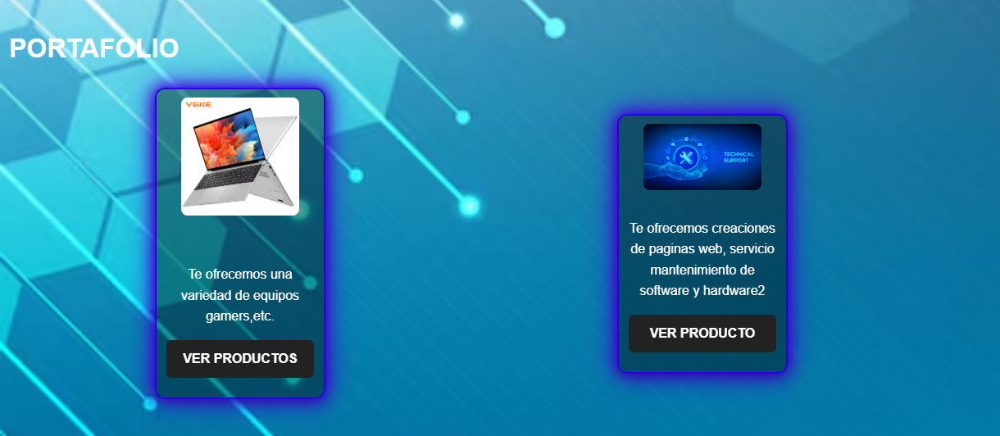 PORTAFOLIO
VGKE
Te ofrecemos una
variedad de equipos
gamers,etc.
VER PRODUCTOS
TECHNICAL
SUPPORT
Te ofrecemos creaciones
de paginas web, servicio
mantenimiento de
software y hardware2
VER PRODUCTO